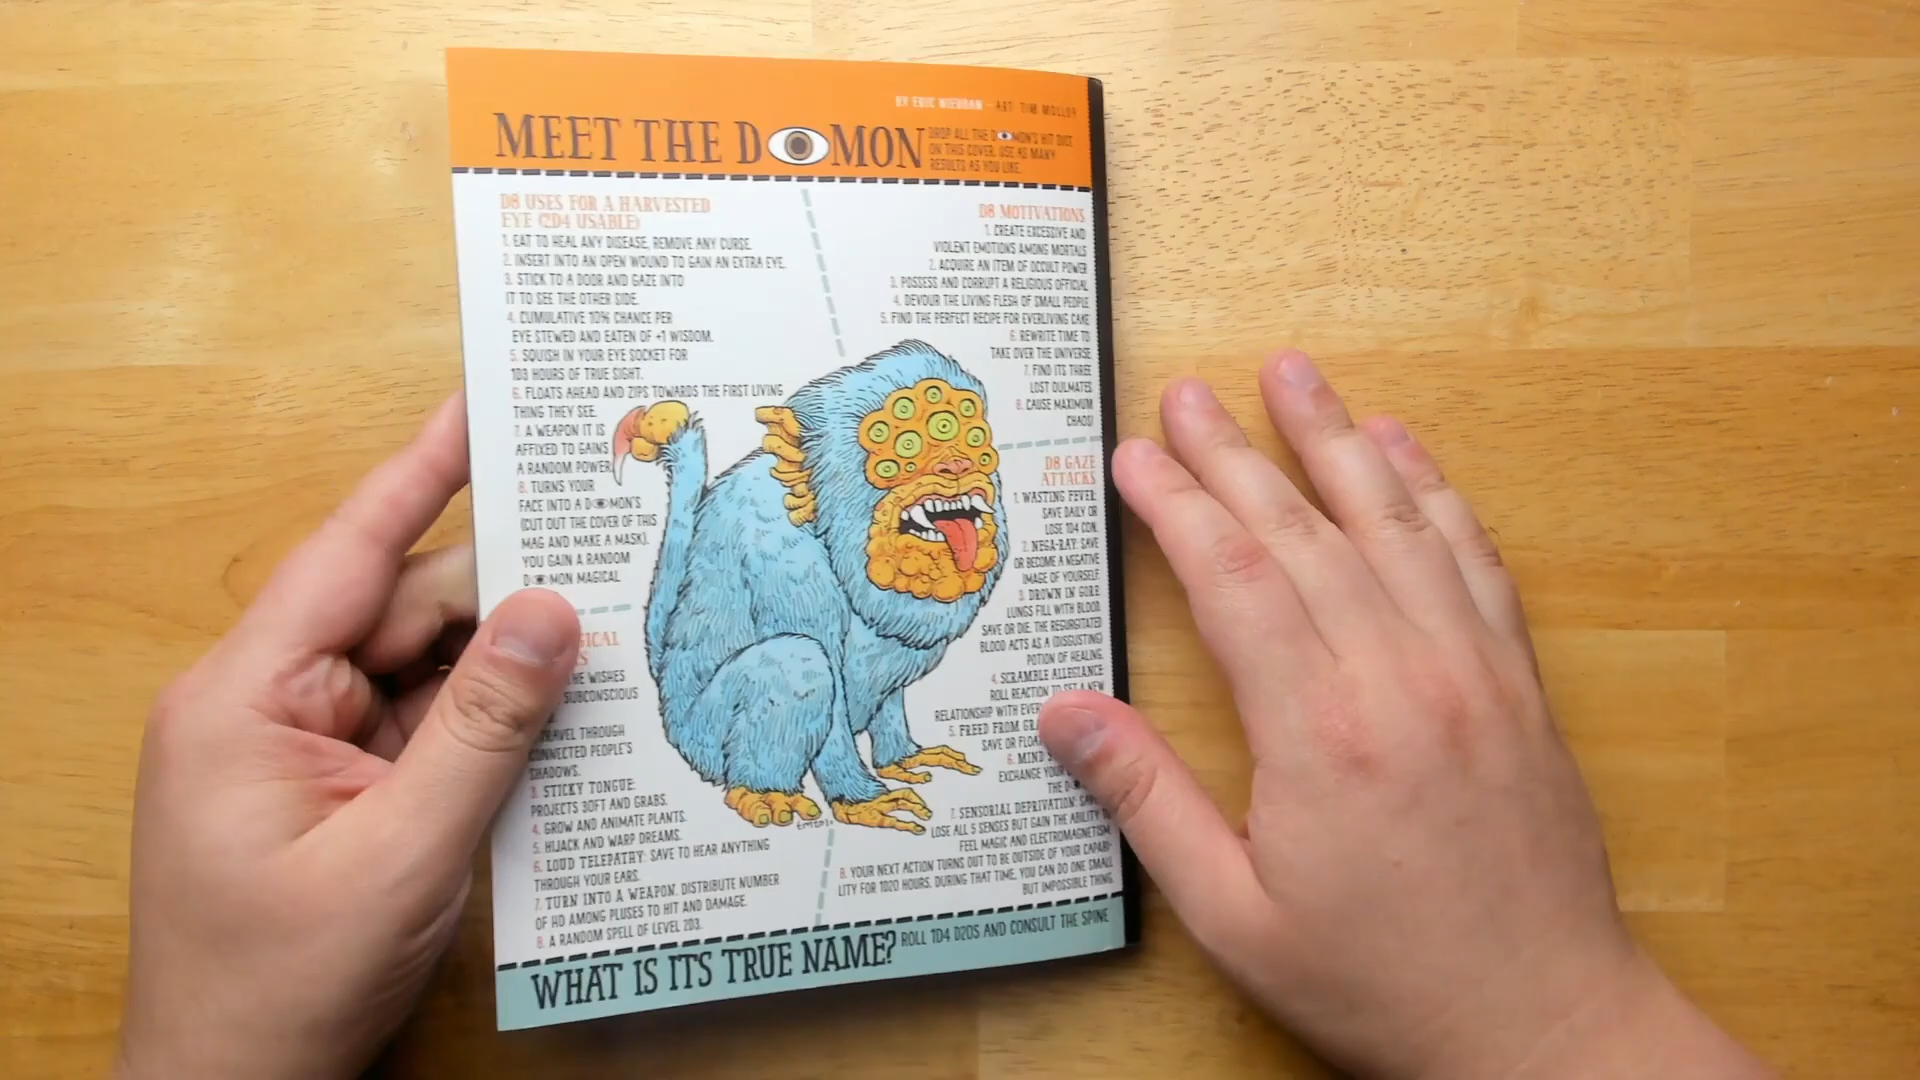 BY ERIC NIEUDAN - ART: TIM MOLLOY
MEET THE DOMON
DROP ALL THE DOMON'S HIT DICE
ON THIS COVER. USE AS MANY
RESULTS AS YOU LIKE.
D8 USES FOR A HARVESTED
EYE (2D4 USABLE)
1. EAT TO HEAL ANY DISEASE, REMOVE ANY CURSE.
2. INSERT INTO AN OPEN WOUND TO GAIN AN EXTRA EYE.
3. STICK TO A DOOR AND GAZE INTO
IT TO SEE THE OTHER SIDE.
4. CUMULATIVE 10% CHANCE PER
EYE STEWED AND EATEN OF +1 WISDOM.
5. SQUISH IN YOUR EYE SOCKET FOR
1D3 HOURS OF TRUE SIGHT.
6. FLOATS AHEAD AND ZIPS TOWARDS THE FIRST LIVING
THING THEY SEE.
7. A WEAPON IT IS
AFFIXED TO GAINS
A RANDOM POWER.
8. TURNS YOUR
FACE INTO A DOMON'S
(CUT OUT THE COVER OF THIS
MAG AND MAKE A MASK).
YOU GAIN A RANDOM
DOMON MAGICAL
D8 MOTIVATIONS
1. CREATE EXCESSIVE AND
VIOLENT EMOTIONS AMONG MORTALS
2. ACQUIRE AN ITEM OF OCCULT POWER
3. POSSESS AND CORRUPT A RELIGIOUS OFFICIAL
4. DEVOUR THE LIVING FLESH OF SMALL PEOPLE
5. FIND THE PERFECT RECIPE FOR EVERLIVING CAKE
6. REWRITE TIME TO
TAKE OVER THE UNIVERSE
7. FIND ITS THREE
LOST OULMATES
8. CAUSE MAXIMUM
CHAOS!
D8 GAZE
ATTACKS
1. WASTING FEVER:
SAVE DAILY OR
LOSE 1D4 CON.
2. NEGA-RAY: SAVE
OR BECOME A NEGATIVE
IMAGE OF YOURSELF.
3. DROWN IN GORE.
LUNGS FILL WITH BLOOD.
SAVE OR DIE. THE REGURGITATED
BLOOD ACTS AS A (DISGUSTING)
POTION OF HEALING.
4. SCRAMBLE ALLEGIANCE
ROLL REACTION TO SET A NEW
RELATIONSHIP WITH
5. FREED FROM
SAVE OR
6. MIND
EXCHANGE YOUR
THE
7. SENSORIAL DEPRIVATION:
LOSE ALL 5 SENSES BUT GAIN THE ABILITY TO
FEEL MAGIC AND ELECTROMAGNETISM.
8. YOUR NEXT ACTION TURNS OUT TO BE OUTSIDE OF YOUR CAPABI-
LITY FOR 1D20 HOURS. DURING THAT TIME, YOU CAN DO ONE SMALL
BUT IMPOSSIBLE THING.
WISHES
SUBCONSCIOUS
TRAVEL THROUGH
CONNECTED PEOPLE'S
SHADOWS.
3. STICKY TONGUE:
PROJECTS 30FT AND GRABS.
4. GROW AND ANIMATE PLANTS.
5. HIJACK AND WARP DREAMS.
6. LOUD TELEPATHY: SAVE TO HEAR ANYTHING
THROUGH YOUR EARS.
7. TURN INTO A WEAPON. DISTRIBUTE NUMBER
OF HD AMONG PLUSES TO HIT AND DAMAGE.
8. A RANDOM SPELL OF LEVEL 2D3.
WHAT IS ITS TRUE NAME? ROLL 1D4 D20S AND CONSULT THE SPINE